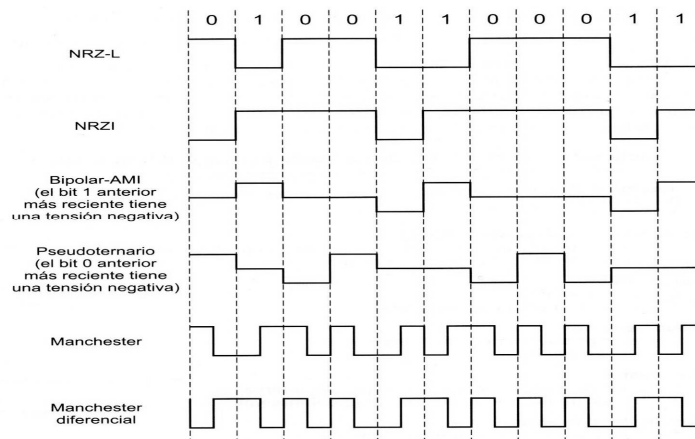 0 1 0 0 1 1 0 0 0 1 1
NRZ-L
NRZI
Bipolar-AMI
(el bit 1 anterior
más reciente tiene
una tensión negativa)
Pseudoternario
(el bit 0 anterior
más reciente tiene
una tensión negativa)
Manchester
Manchester
diferencial